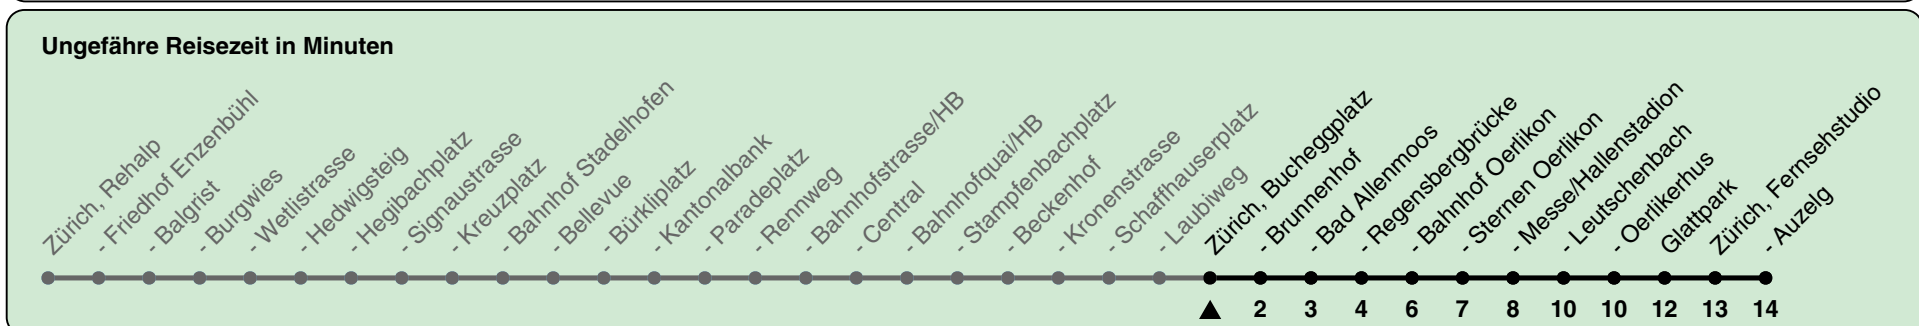 Ungefähre Reisezeit in Minuten
Zürich, Rehalp
- Friedhof Enzenbühl
- Balgrist
- Burgwies
- Wetlistrasse
- Hedwigsteig
- Hegibachplatz
- Signaustrasse
- Kreuzplatz
- Bahnhof Stadelhofen
- Bellevue
- Bürkliplatz
- Kantonalbank
- Paradeplatz
- Rennweg
- Bahnhofstrasse/HB
- Central
- Bahnhofquai/HB
- Stampfenbachplatz
- Beckenhof
- Kronenstrasse
- Schaffhauserplatz
- Laubiweg
Zürich, Bucheggplatz
- Brunnenhof
- Bad Allenmoos
- Regensbergbrücke
- Bahnhof Oerlikon
- Sternen Oerlikon
- Messe/Hallenstadion
- Leutschenbach
- Oerlikerhus
Glattpark
Zürich, Fernsehstudio
- Auzelg
2 3 4 6 7 8 10 10 12 13 14